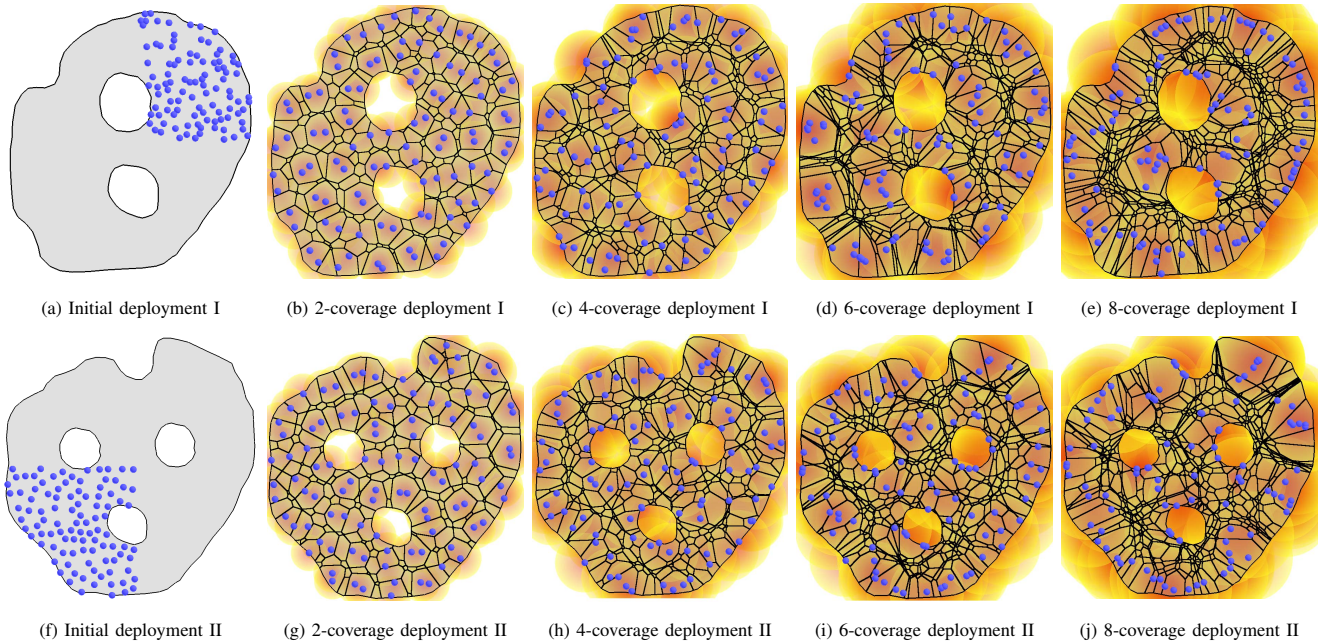 (a) Initial deployment I
(b) 2-coverage deployment I
(c) 4-coverage deployment I
(d) 6-coverage deployment I
(e) 8-coverage deployment I
(f) Initial deployment II
(g) 2-coverage deployment II
(h) 4-coverage deployment II
(i) 6-coverage deployment II
(j) 8-coverage deployment II